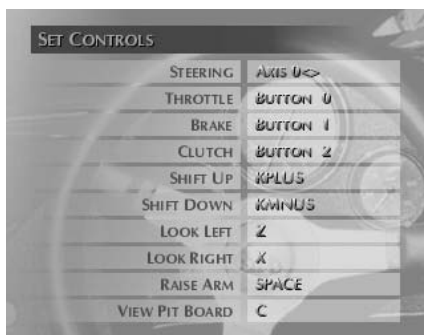 SET CONTROLS
STEERING AXIS 0<>
THROTTLE BUTTON 0
BRAKE BUTTON 1
CLUTCH BUTTON 2
SHIFT UP KPLUS
SHIFT DOWN KMINUS
LOOK LEFT Z
LOOK RIGHT X
RAISE ARM SPACE
VIEW PIT BOARD C